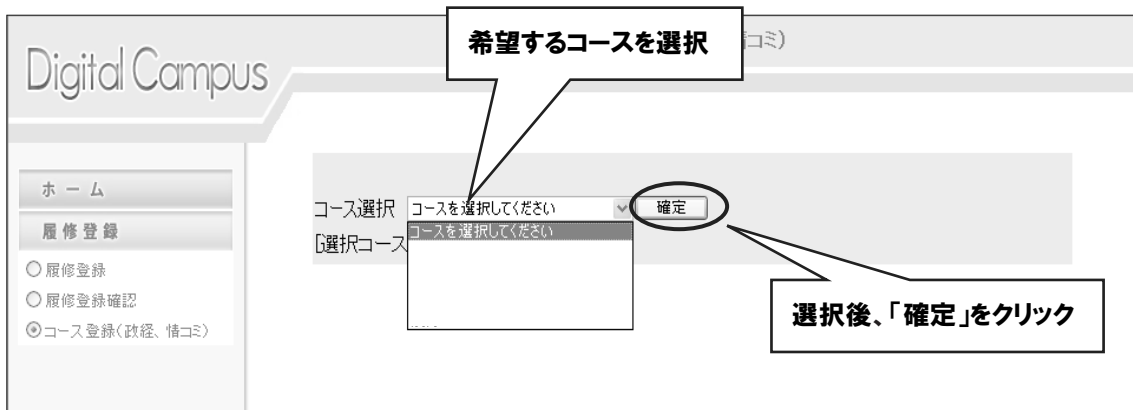 希望するコースを選択
コミ)
Digital Campus
ホーム
履修登録
履修登録
履修登録確認
コース登録(政経、情コミ)
コース選択 コースを選択してください 確定
コースを選択してください
[選択コース
選択後、「確定」をクリック